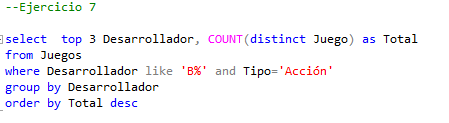 --Ejercicio 7
select  top 3 Desarrollador, COUNT(distinct Juego) as Total
from Juegos
where Desarrollador like 'B%' and Tipo='Acción'
group by Desarrollador
order by Total desc